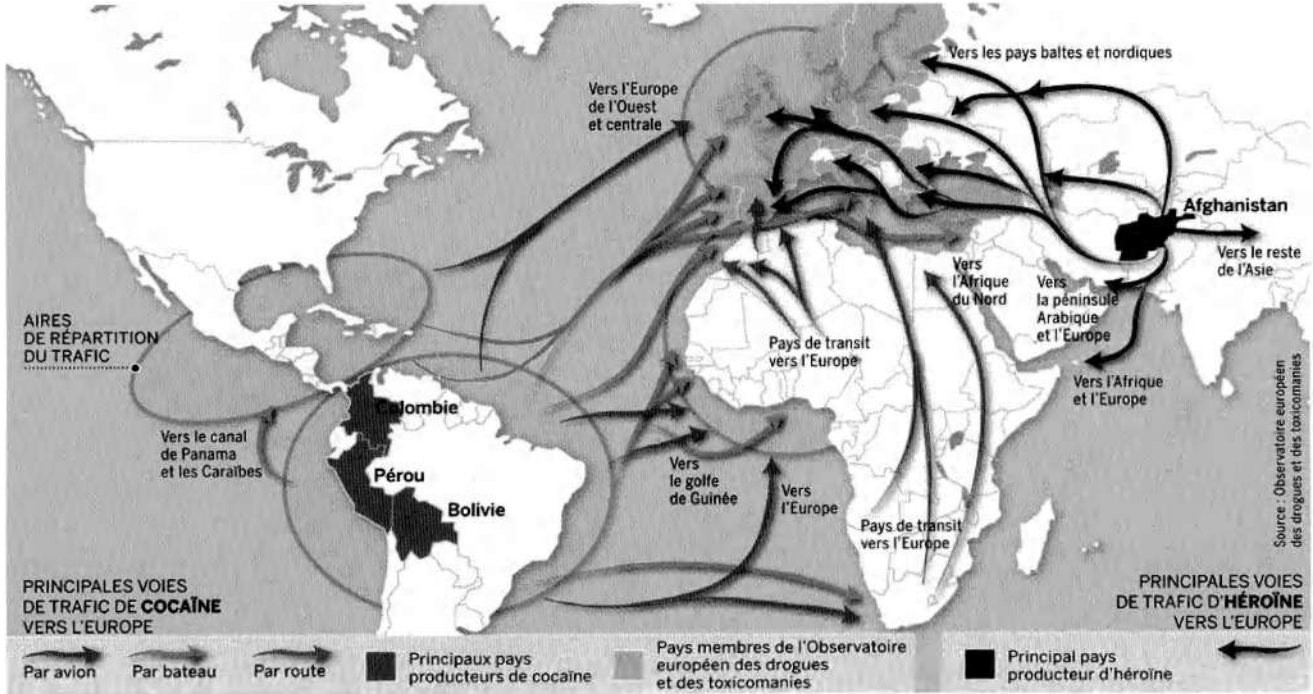 Vers les pays baltes et nordiques
Vers l'Europe
de l'Ouest
et centrale
Afghanistan
Vers le reste
de l'Asie
Vers
l'Afrique
du Nord
Vers
la péninsule
Arabique
et l'Europe
AIRES
DE RÉPARTITION
DU TRAFIC
Pays de transit
vers l'Europe
Vers l'Afrique
et l'Europe
Colombie
Vers le canal
de Panama
et les Caraïbes
Pérou
Bolivie
Vers
le golfe
de Guinée
Vers
l'Europe
Pays de transit
vers l'Europe
Source : Observatoire européen
des drogues et des toxicomanies
PRINCIPALES VOIES
DE TRAFIC DE COCAÏNE
VERS L'EUROPE
PRINCIPALES VOIES
DE TRAFIC D'HÉROÏNE
VERS L'EUROPE
Par avion
Par bateau
Par route
Principaux pays
producteurs de cocaïne
Pays membres de l'Observatoire
européen des drogues
et des toxicomanies
Principal pays
producteur d'héroïne